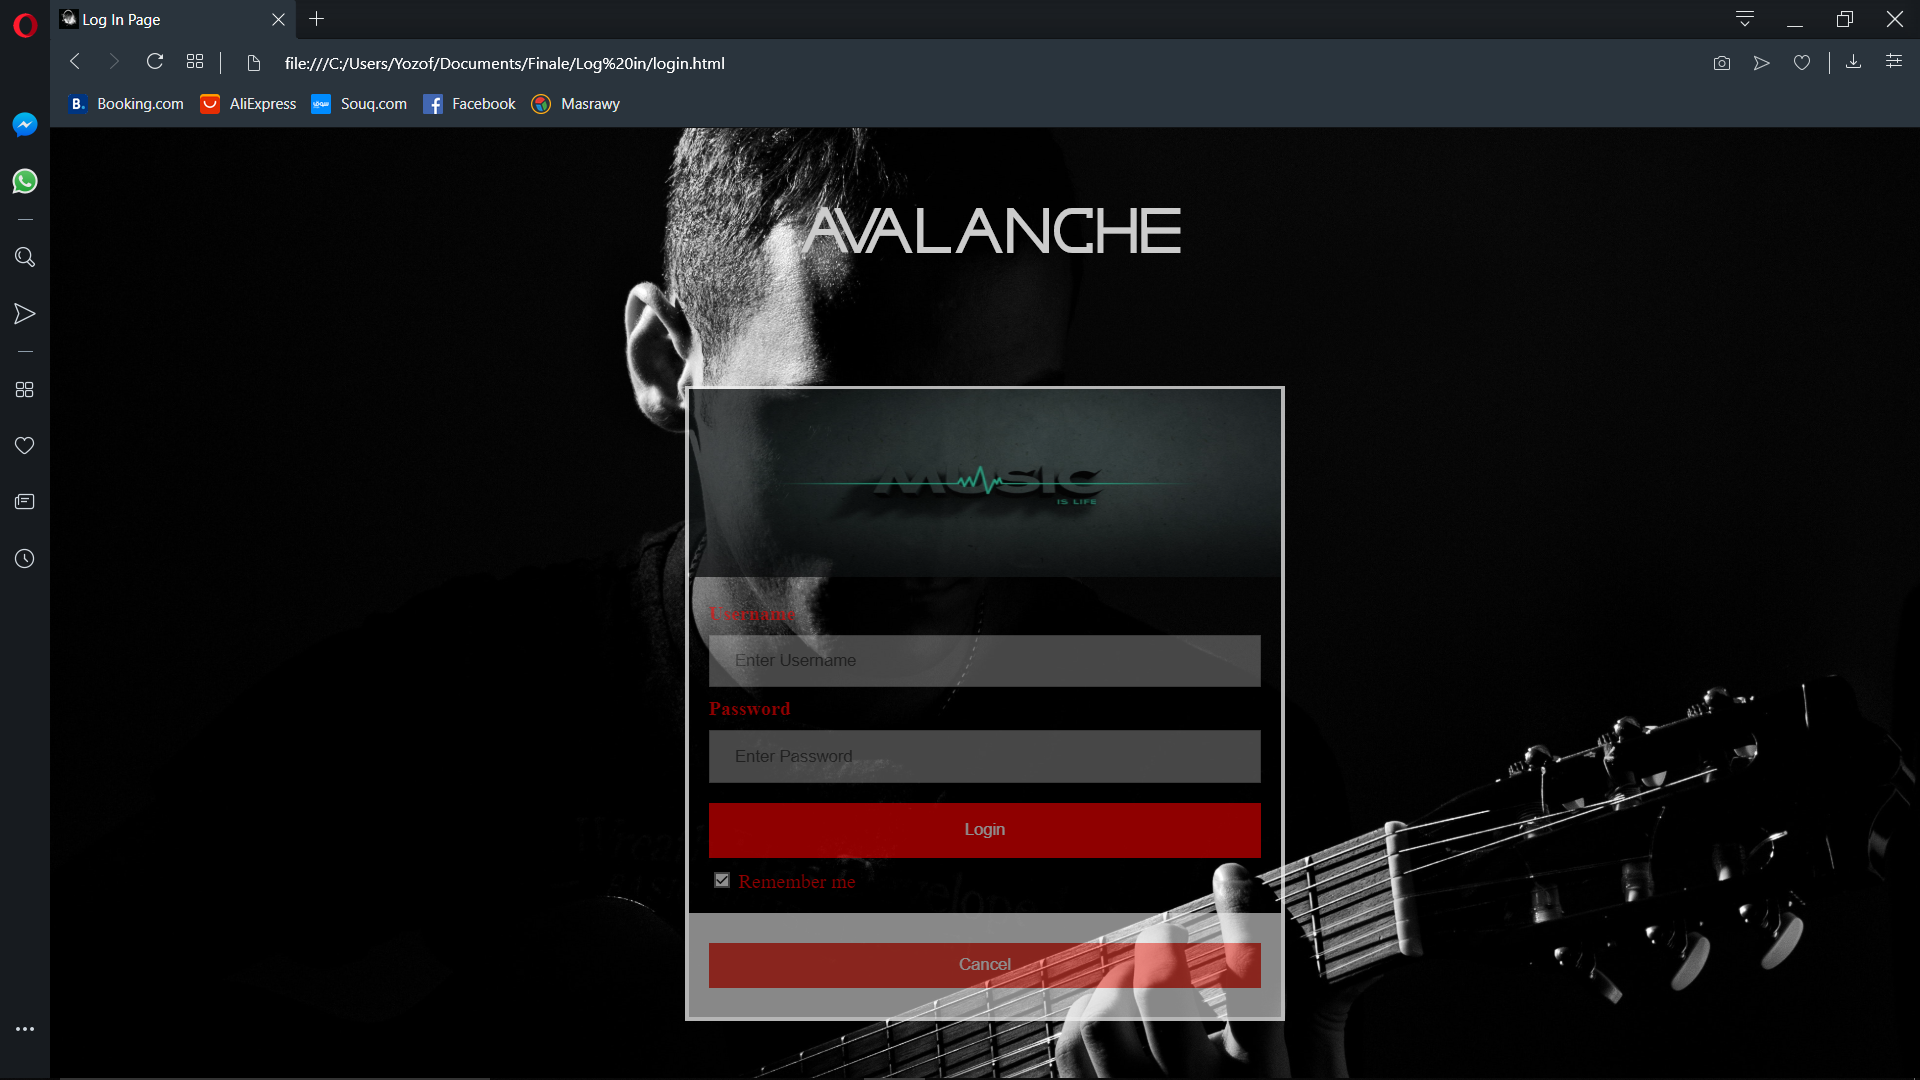 Log In Page
file:///C:/Users/Yozof/Documents/Finale/Log%20in/login.html
B. Booking.com AliExpress Souq.com Facebook Masrawy
AVALANCHE
MUSIC
IS LIFE
Username
Enter Username
Password
Enter Password
Login
Remember me
Cancel